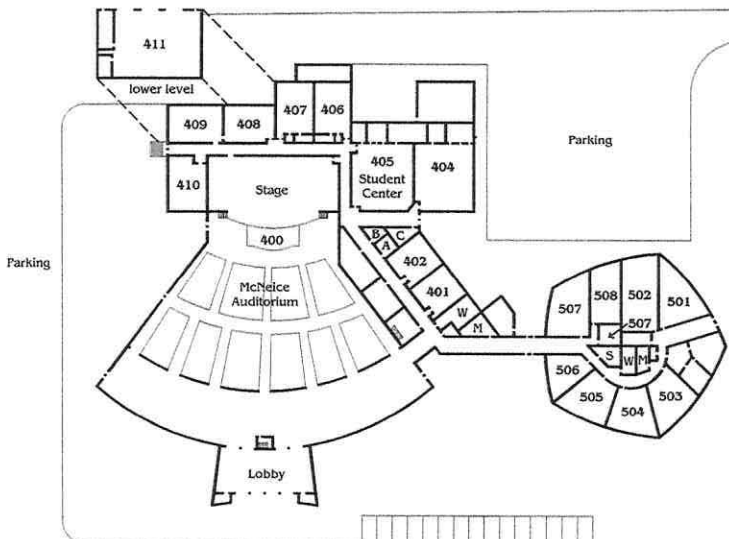 411
lower level
407
406
409
408
Parking
405
Student
Center
404
410
Stage
400
B
C
A
402
McNeice
Auditorium
Parking
401
W
M
507
508
502
501
507
S
W
M
506
505
504
503
Lobby